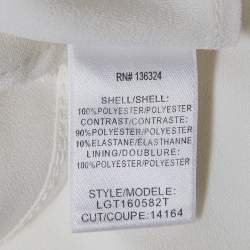 RN# 136324
SHELL/SHELL:
100%POLYESTER/POLYESTER
CONTRAST/CONTRASTE:
90%POLYESTER/POLYESTER
10%ELASTANE/ÉLASTHANNE
LINING/DOUBLURE:
100%POLYESTER/POLYESTER
STYLE/MODELE:
LGT160582T
CUT/COUPE: 14164